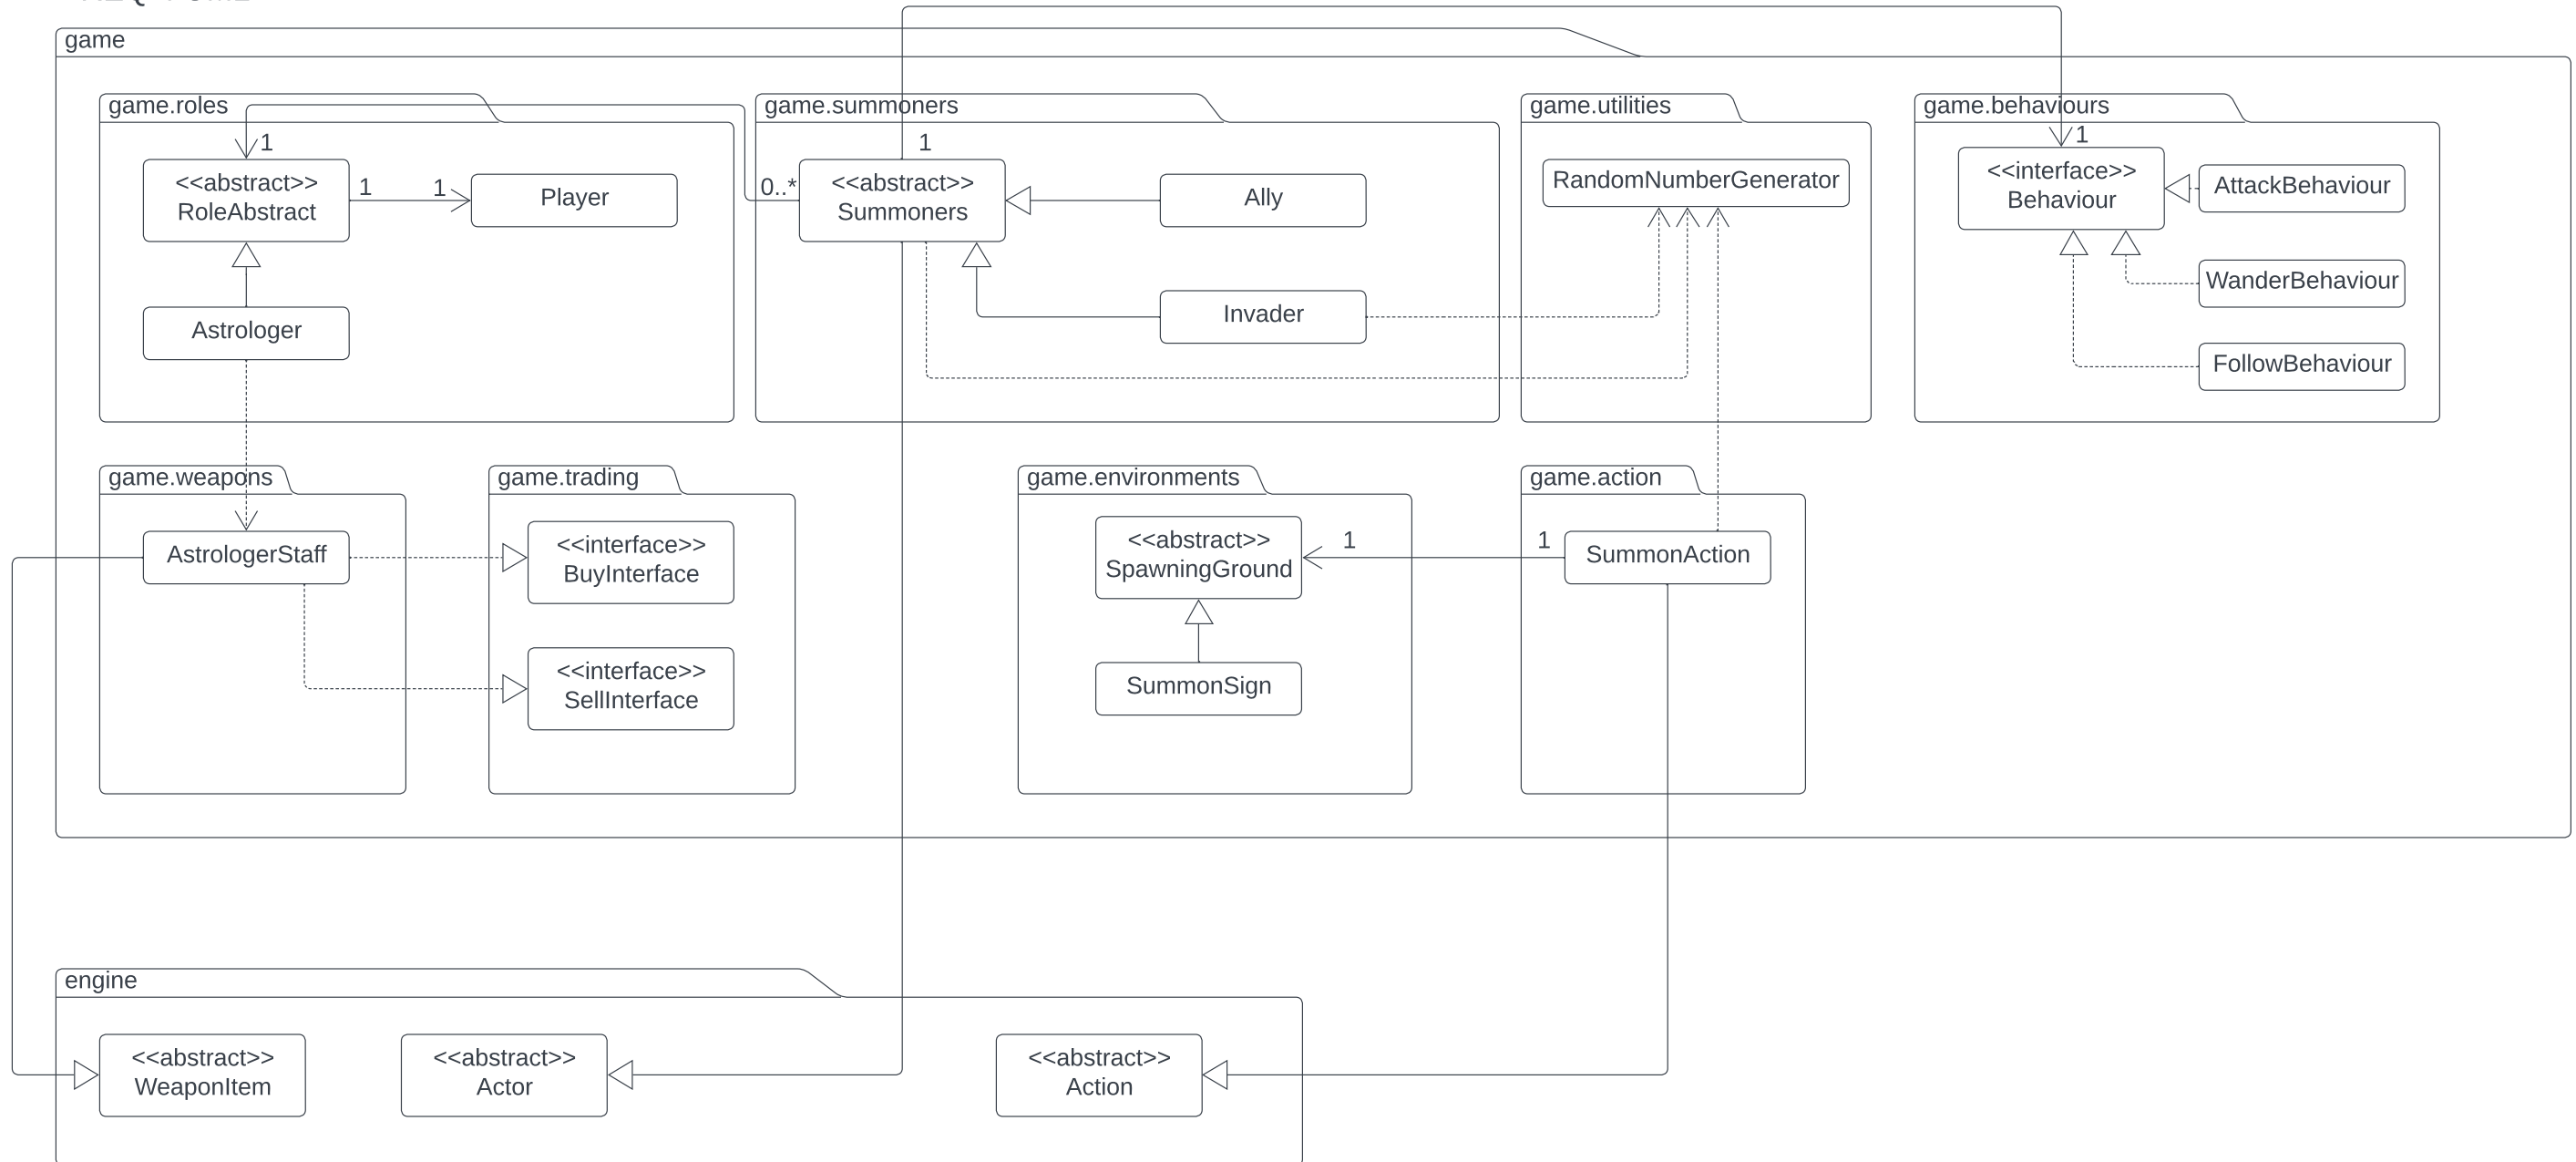 game
game.roles
game.summoners
game.utilities
game.behaviours
1
1
1
<<abstract>>
RoleAbstract
1
1
Player
0..*
<<abstract>>
Summoners
Ally
RandomNumberGenerator
<<interface>>
Behaviour
AttackBehaviour
WanderBehaviour
Astrologer
Invader
FollowBehaviour
game.weapons
game.trading
game.environments
game.action
AstrologerStaff
<<interface>>
BuyInterface
<<abstract>>
SpawningGround
1
1
SummonAction
<<interface>>
SellInterface
SummonSign
engine
<<abstract>>
WeaponItem
<<abstract>>
Actor
<<abstract>>
Action